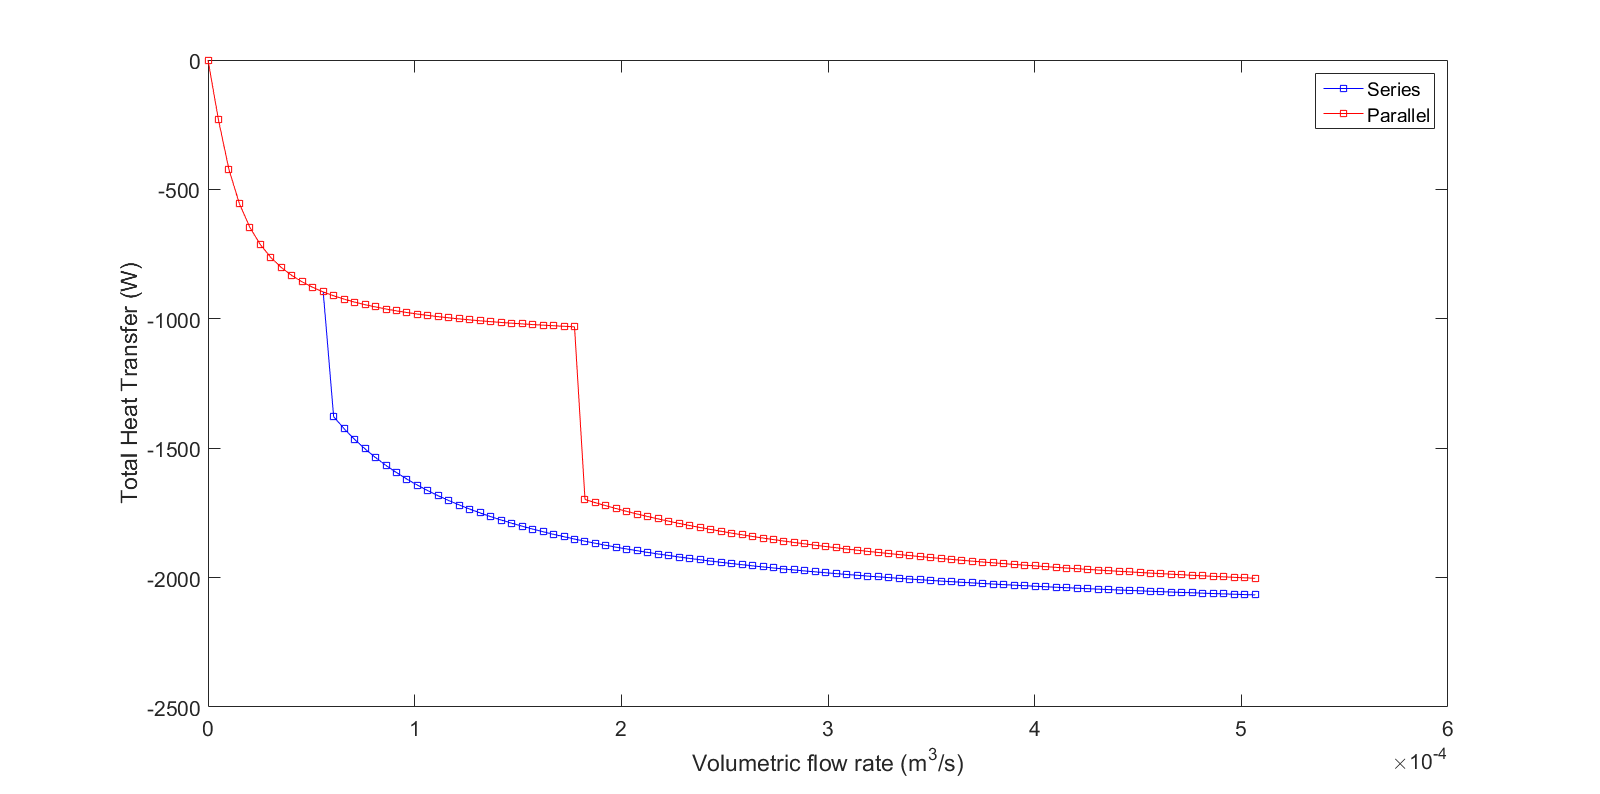 Series
Parallel
0
-500
-1000
-1500
-2000
-2500
Total Heat Transfer (W)
0 1 2 3 4 5 6
×10⁻⁴
Volumetric flow rate (m³/s)